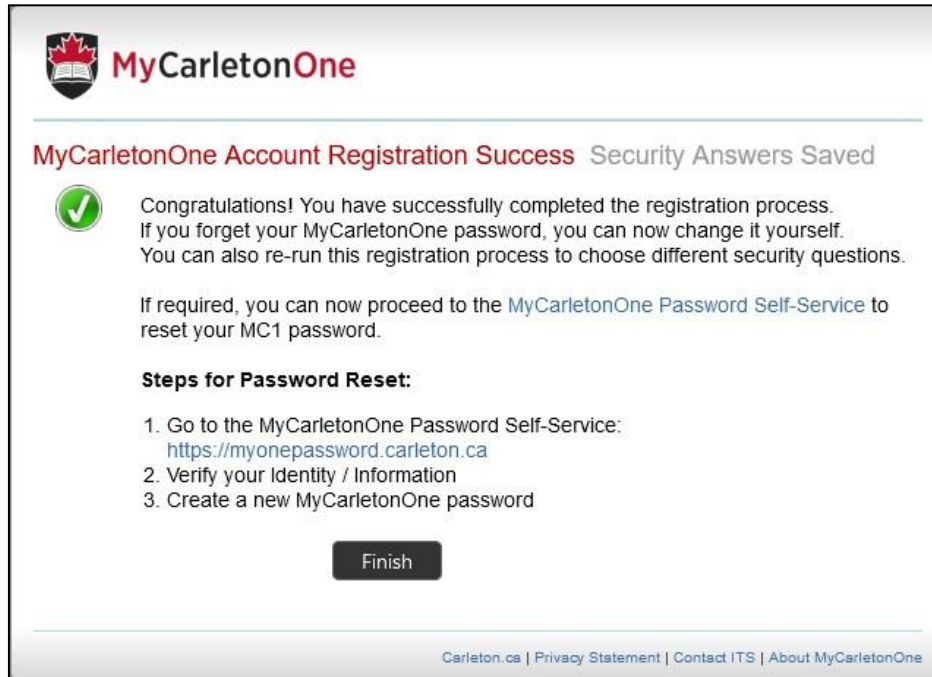 MyCarletonOne
MyCarletonOne Account Registration Success Security Answers Saved
Congratulations! You have successfully completed the registration process.
If you forget your MyCarletonOne password, you can now change it yourself.
You can also re-run this registration process to choose different security questions.
If required, you can now proceed to the MyCarletonOne Password Self-Service to
reset your MC1 password.
Steps for Password Reset:
1. Go to the MyCarletonOne Password Self-Service:
https://myonepassword.carleton.ca
2. Verify your Identity / Information
3. Create a new MyCarletonOne password
Finish
Carleton.ca | Privacy Statement | Contact ITS | About MyCarletonOne